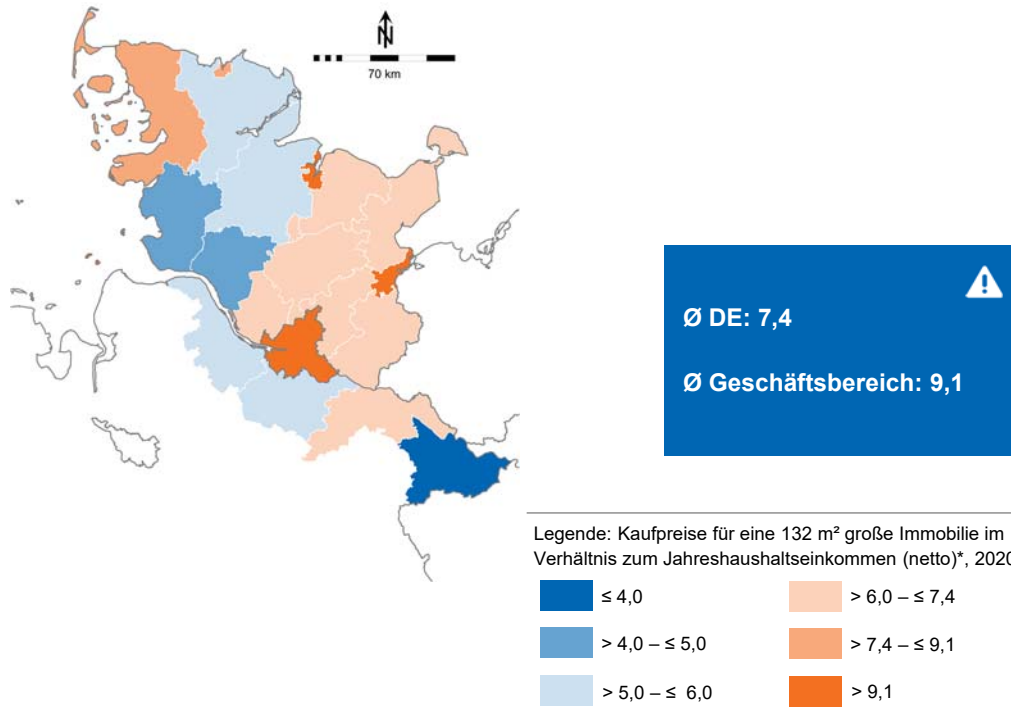 N
70 km
Ø DE: 7,4
Ø Geschäftsbereich: 9,1
Legende: Kaufpreise für eine 132 m² große Immobilie im
Verhältnis zum Jahreshaushaltseinkommen (netto)*, 2020
≤ 4,0
> 6,0 – ≤ 7,4
> 4,0 – ≤ 5,0
> 7,4 – ≤ 9,1
> 5,0 – ≤ 6,0
> 9,1